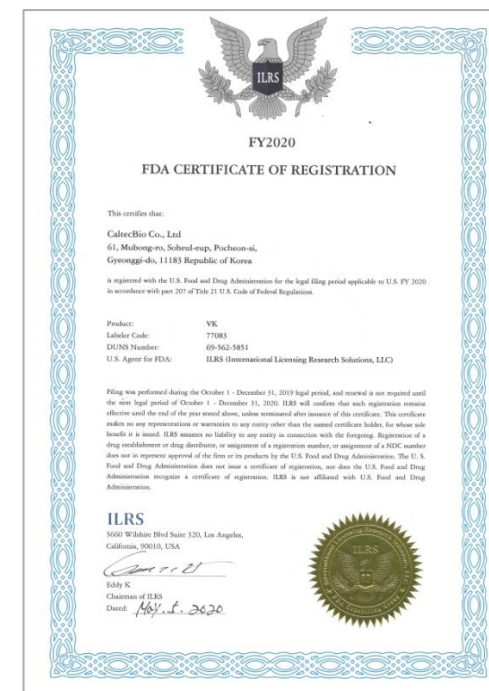 ILRS
FY2020
FDA CERTIFICATE OF REGISTRATION
This certifies that:
CaltecBio Co., Ltd
61, Mubong-ro, Soheul-eup, Pocheon-si,
Gyeonggi-do, 11183 Republic of Korea
is registered with the U.S. Food and Drug Administration for the legal filing period applicable to U.S. FY 2020
in accordance with part 207 of Title 21 U.S. Code of Federal Regulations.
Product: VK
Labeler Code: 77083
DUNS Number: 69-562-5851
U.S. Agent for FDA: ILRS (International Licensing Research Solutions, LLC)
Filing was performed during the October 1 - December 31, 2019 legal period, and renewal is not required until
the next legal period of October 1 - December 31, 2020. ILRS will confirm that such registration remains
effective until the end of the year stated above, unless terminated after issuance of this certificate. This certificate
makes no any representations or warranties to any entity other than the named certificate holder, for whose sole
benefit it is issued. ILRS assumes no liability to any entity in connection with the foregoing. Registration of a
drug establishment or drug distributor, or assignment of a registration number, or assignment of a NDC number
does not in represent approval of the firm or its products by the U.S. Food and Drug Administration. The U. S.
Food and Drug Administration does not issue a certificate of registration, nor does the Food and Drug
Administration recognize a certificate of registration. ILRS is not affiliated with U.S. Food and Drug
Administration.
ILRS
3660 Wilshire Blvd Suite 320, Los Angeles,
California, 90010, USA
Eddy K
Chairman of ILRS
Dated: May. 5. 2020
International Licensing Research Solutions, LLC
ILRS